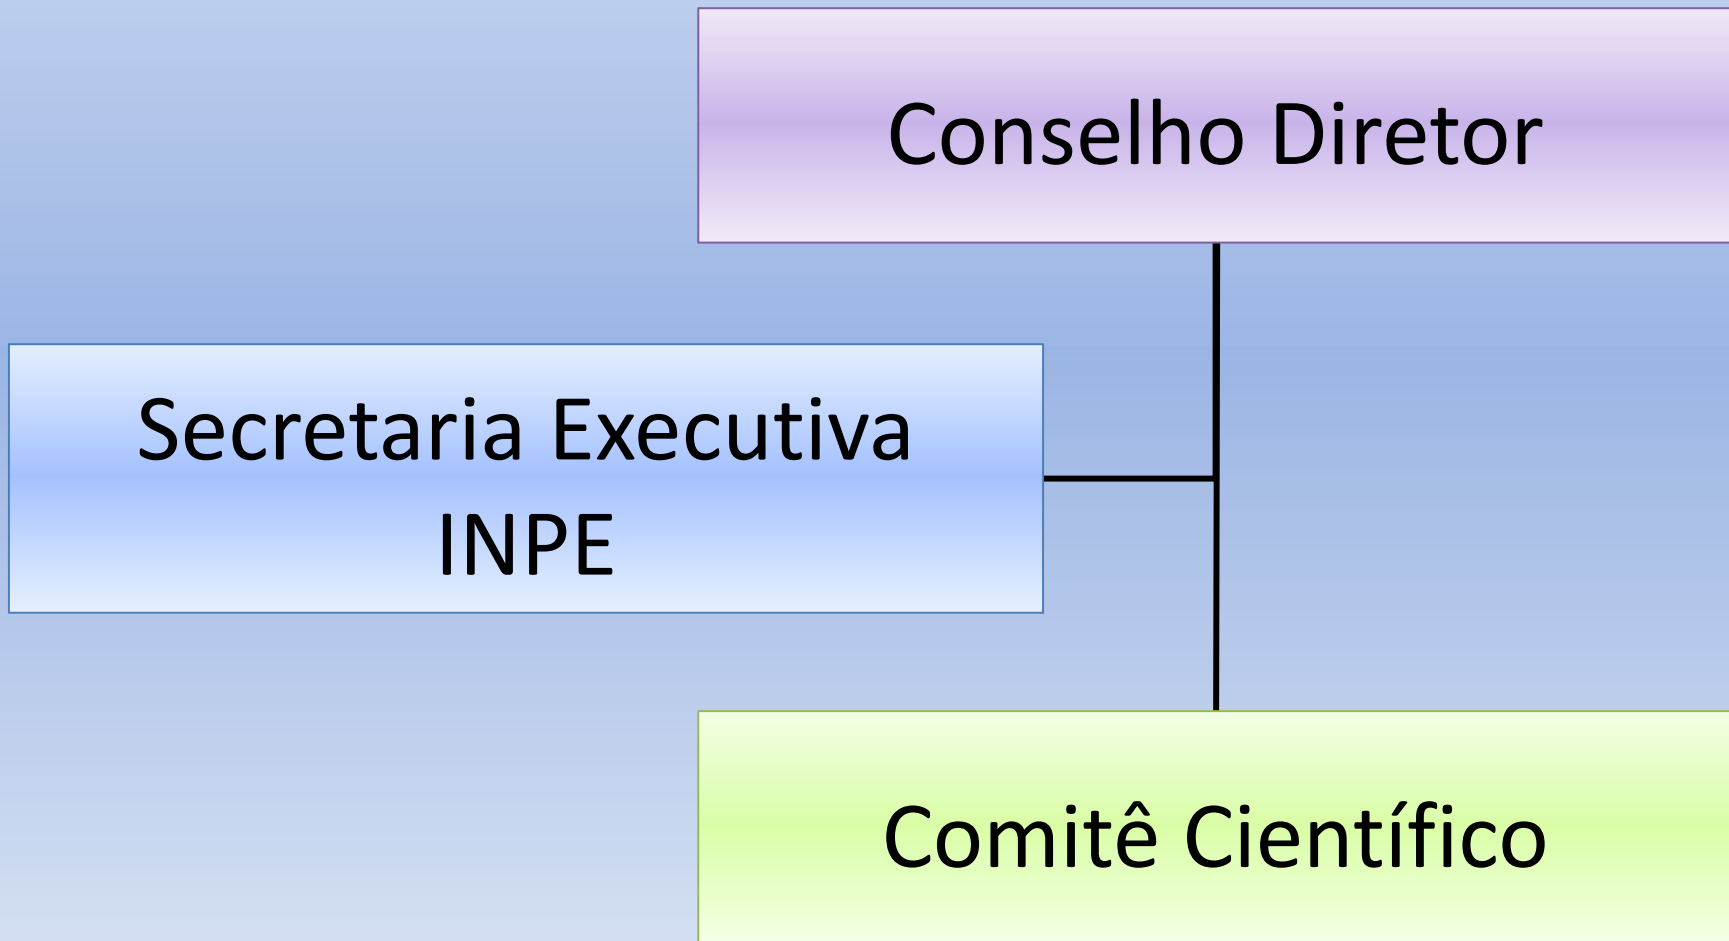 Conselho Diretor
Secretaria Executiva
INPE
Comitê Científico